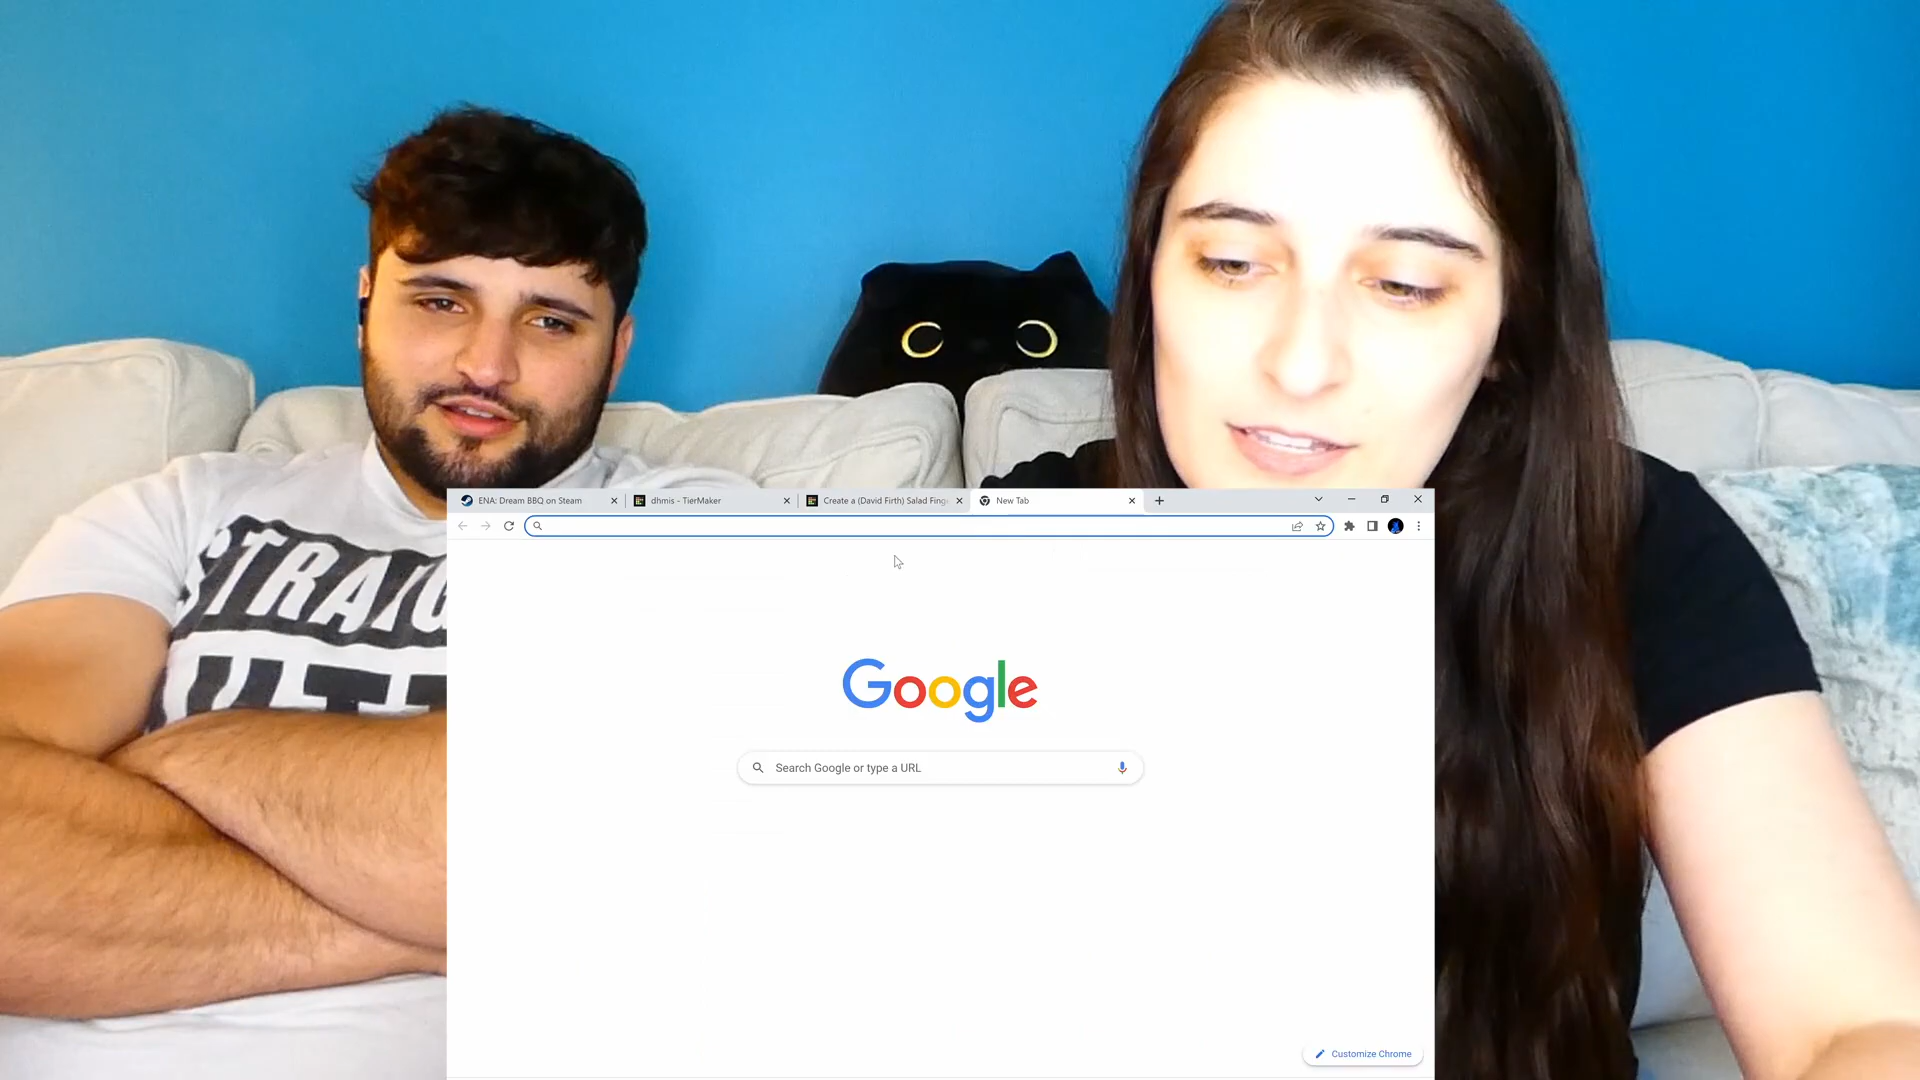 ENA: Dream BBQ on Steam
dhmis - TierMaker
Create a (David Firth) Salad Fing
New Tab
STRAIG
Google
Search Google or type a URL
Customize Chrome